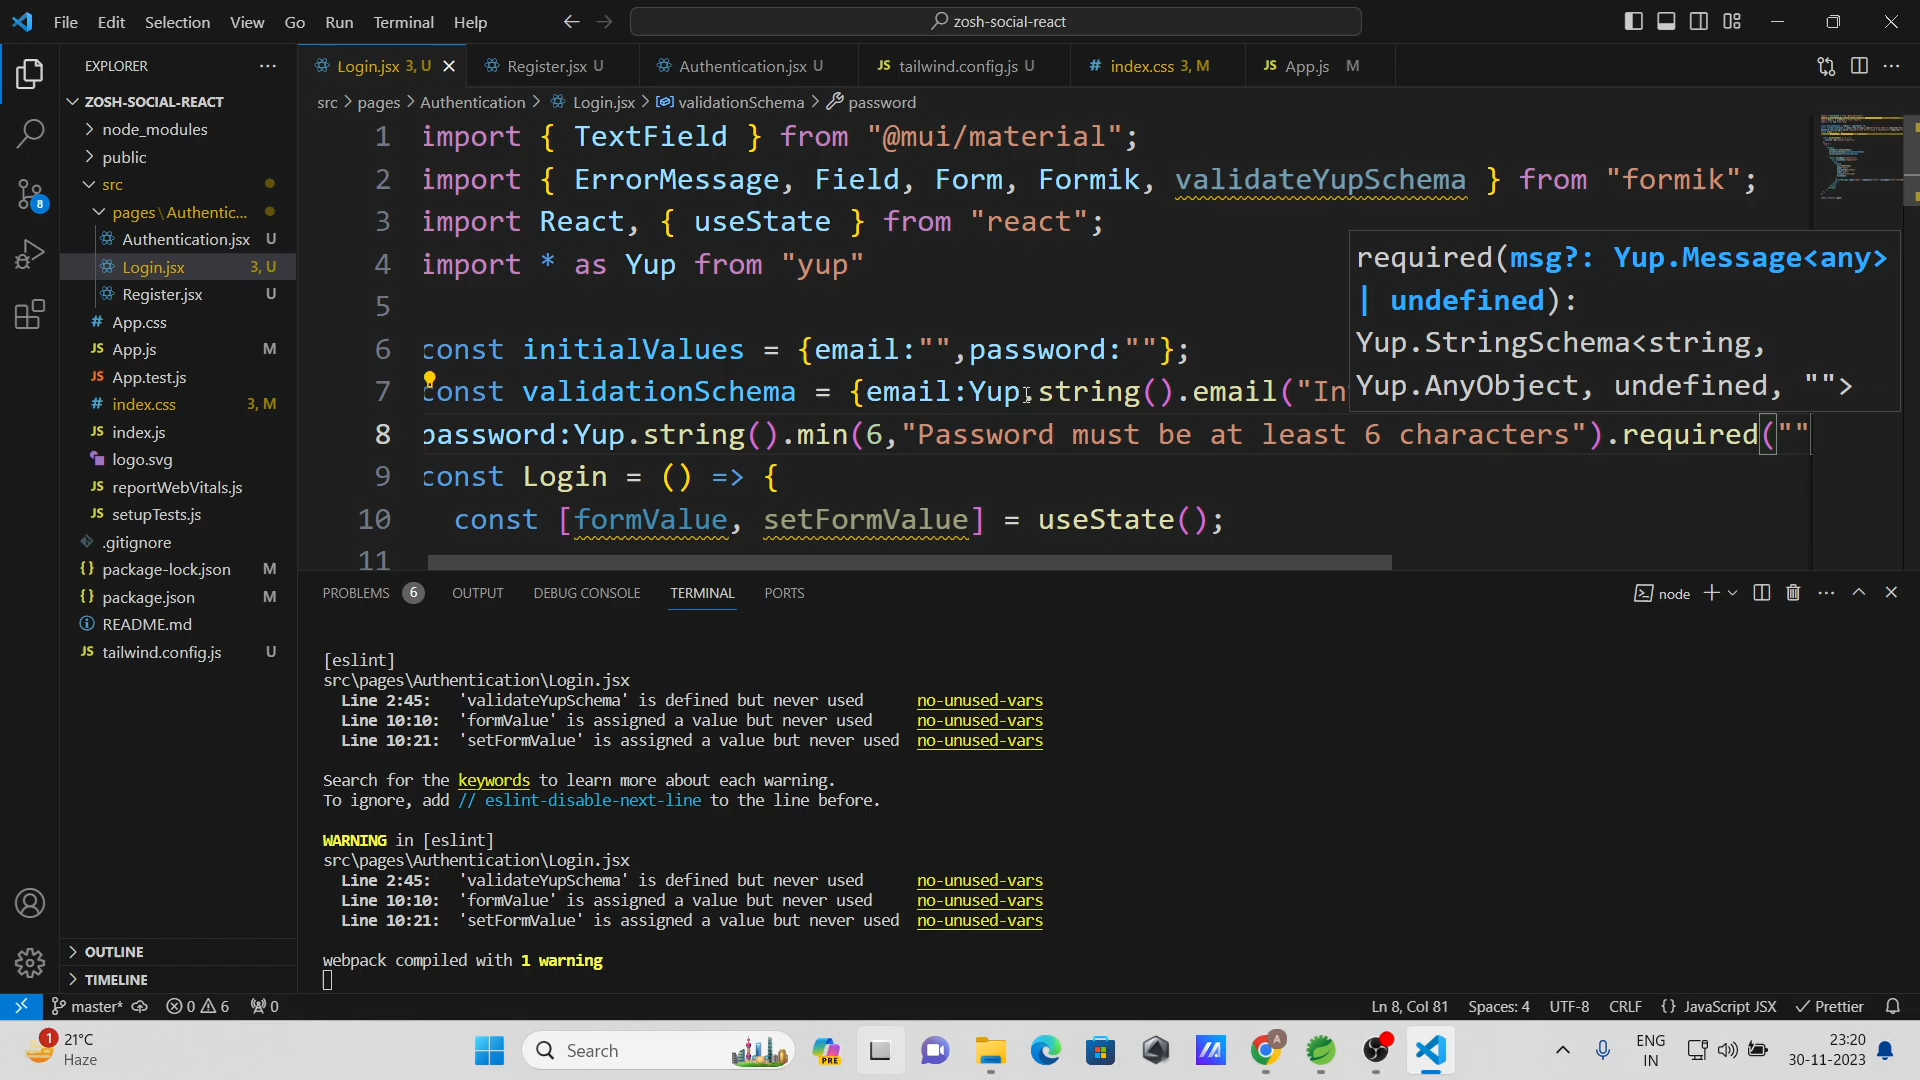 File Edit Selection View Go Run Terminal Help
zosh-social-react
EXPLORER
ZOSH-SOCIAL-REACT
node_modules
public
src
pages\Authentic...
Authentication.jsx U
Login.jsx 3, U
Register.jsx U
# App.css
JS App.js M
JS App.test.js
# index.css 3, M
JS index.js
logo.svg
JS reportWebVitals.js
JS setupTests.js
.gitignore
{} package-lock.json M
{} package.json M
README.md
JS tailwind.config.js U
OUTLINE
TIMELINE
8
Login.jsx 3, U
Register.jsx U
Authentication.jsx U
JS tailwind.config.js U
# index.css 3, M
JS App.js M
src > pages > Authentication > Login.jsx > validationSchema > password
1 import { TextField } from "@mui/material";
2 import { ErrorMessage, Field, Form, Formik, validateYupSchema } from "formik";
3 import React, { useState } from "react";
4 import * as Yup from "yup"
5
6 const initialValues = {email:"",password:""};
7 const validationSchema = {email:Yup.string().email("In
8 password:Yup.string().min(6,"Password must be at least 6 characters").required(""
9 const Login = () => {
10 const [formValue, setFormValue] = useState();
11
required(msg?: Yup.Message<any>
| undefined):
Yup.StringSchema<string,
Yup.AnyObject, undefined, "">
PROBLEMS 6 OUTPUT DEBUG CONSOLE TERMINAL PORTS
node
[eslint]
src\pages\Authentication\Login.jsx
Line 2:45: 'validateYupSchema' is defined but never used no-unused-vars
Line 10:10: 'formValue' is assigned a value but never used no-unused-vars
Line 10:21: 'setFormValue' is assigned a value but never used no-unused-vars
Search for the keywords to learn more about each warning.
To ignore, add // eslint-disable-next-line to the line before.
WARNING in [eslint]
src\pages\Authentication\Login.jsx
Line 2:45: 'validateYupSchema' is defined but never used no-unused-vars
Line 10:10: 'formValue' is assigned a value but never used no-unused-vars
Line 10:21: 'setFormValue' is assigned a value but never used no-unused-vars
webpack compiled with 1 warning
master* 0 6 0
Ln 8, Col 81 Spaces: 4 UTF-8 CRLF {} JavaScript JSX Prettier
1
21°C
Haze
Search
PRE
A
ENG
IN
23:20
30-11-2023